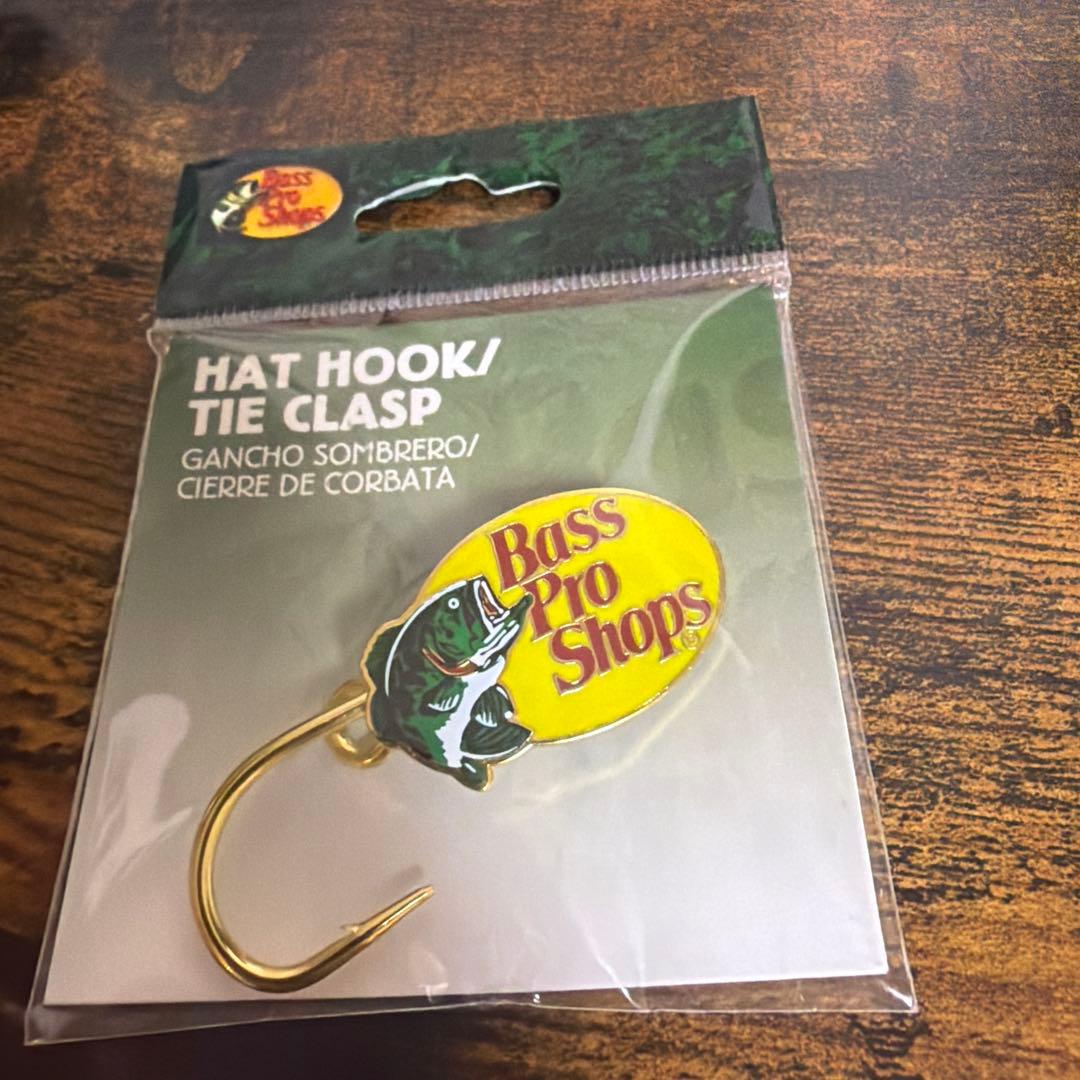 Bass
Pro
Shops
HAT HOOK/
TIE CLASP
GANCHO SOMBRERO/
CIERRE DE CORBATA
Bass
Pro
Shops®